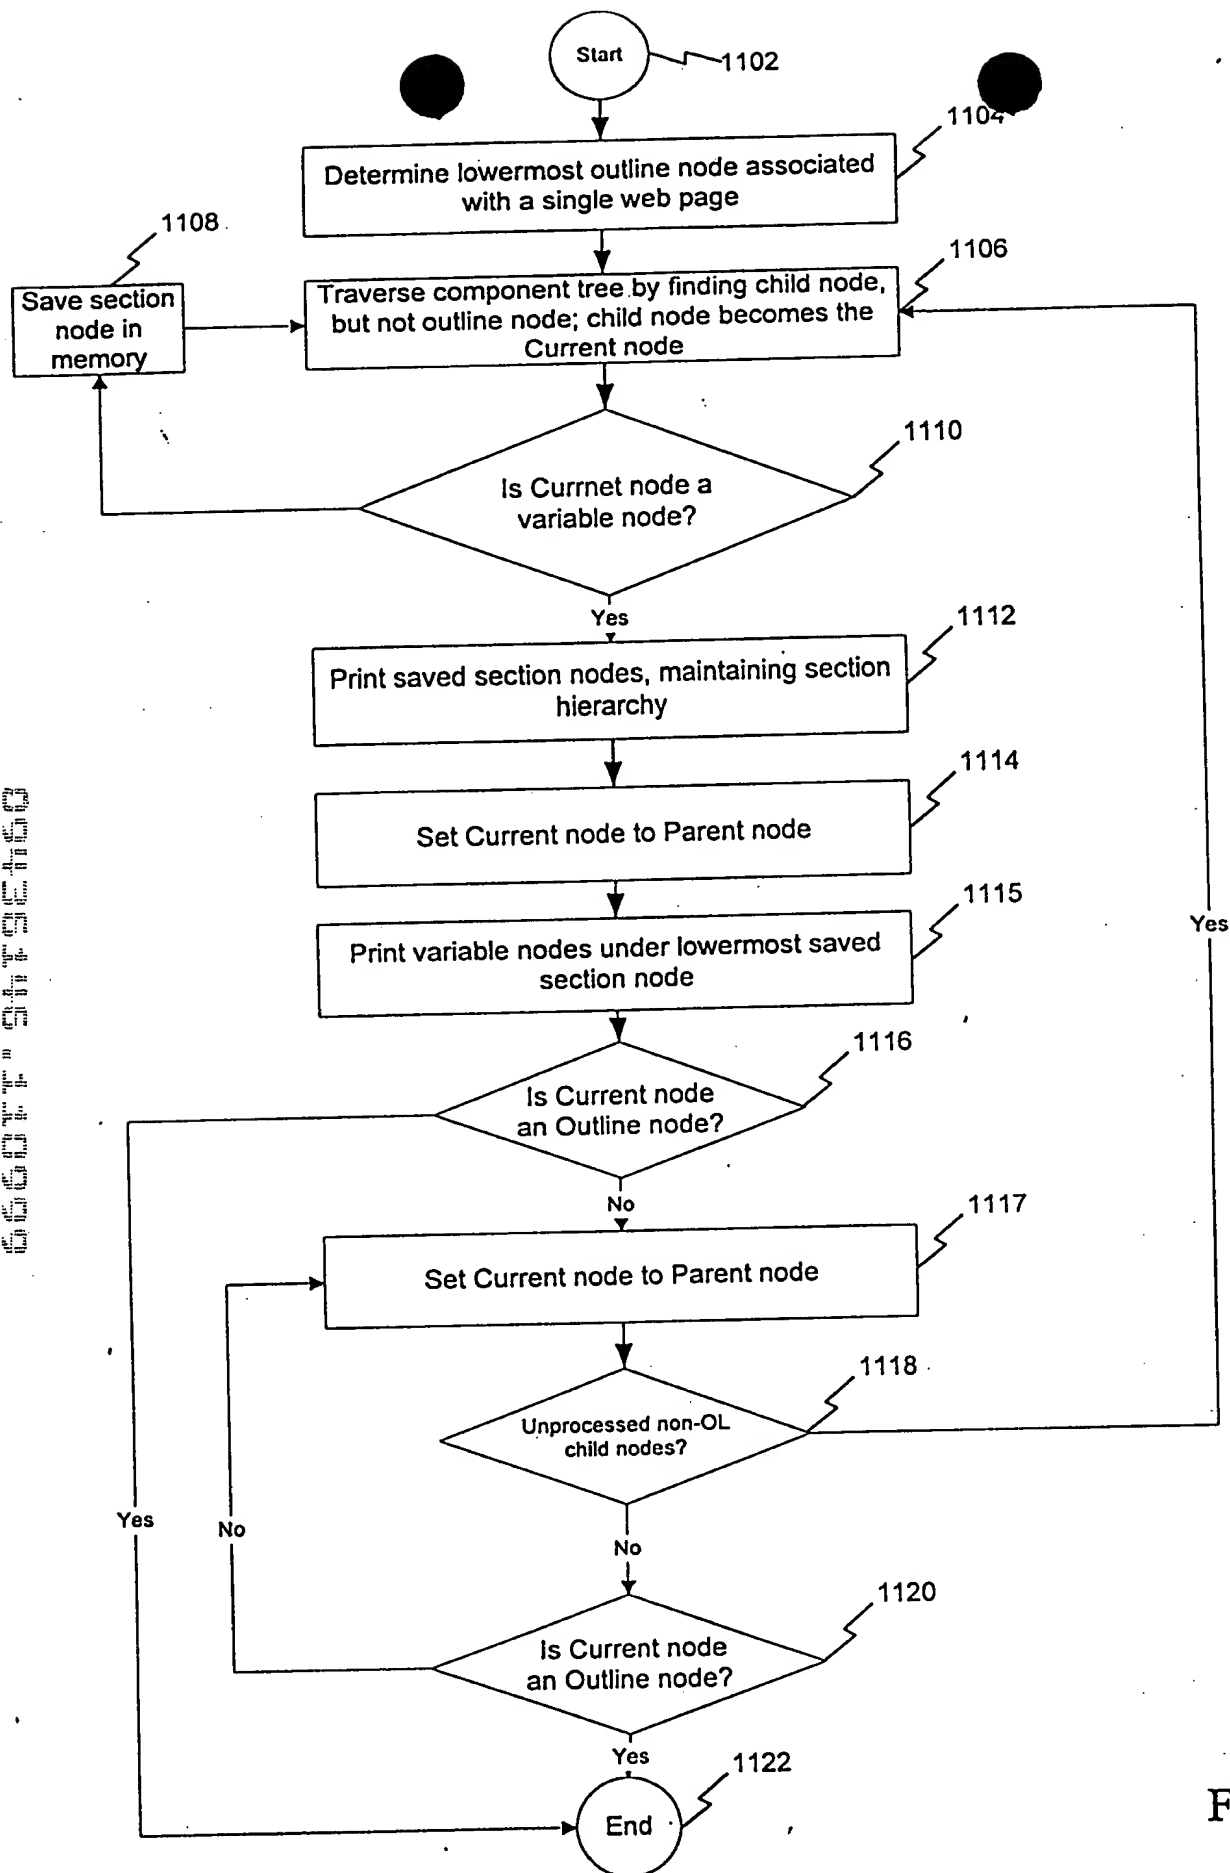 Start
1102
1104
Determine lowermost outline node associated
with a single web page
1108
1106
Save section
node in
memory
Traverse component tree by finding child node,
but not outline node; child node becomes the
Current node
1110
Is Currnet node a
variable node?
Yes
1112
Print saved section nodes, maintaining section
hierarchy
1114
Set Current node to Parent node
1115
Print variable nodes under lowermost saved
section node
Yes
1116
Is Current node
an Outline node?
No
1117
Set Current node to Parent node
1118
Unprocessed non-OL
child nodes?
Yes
No
No
1120
Is Current node
an Outline node?
Yes
1122
End
F